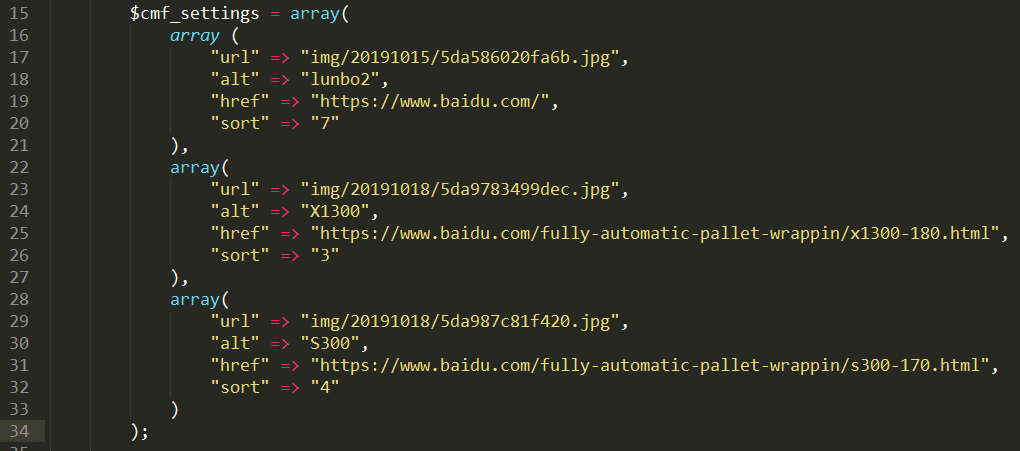 15 $cmf_settings = array(
16 array (
17 "url" => "img/20191015/5da586020fa6b.jpg",
18 "alt" => "lunbo2",
19 "href" => "https://www.baidu.com/",
20 "sort" => "7"
21 ),
22 array(
23 "url" => "img/20191018/5da9783499dec.jpg",
24 "alt" => "X1300",
25 "href" => "https://www.baidu.com/fully-automatic-pallet-wrappin/x1300-180.html",
26 "sort" => "3"
27 ),
28 array(
29 "url" => "img/20191018/5da987c81f420.jpg",
30 "alt" => "S300",
31 "href" => "https://www.baidu.com/fully-automatic-pallet-wrappin/s300-170.html",
32 "sort" => "4"
33 )
34 );